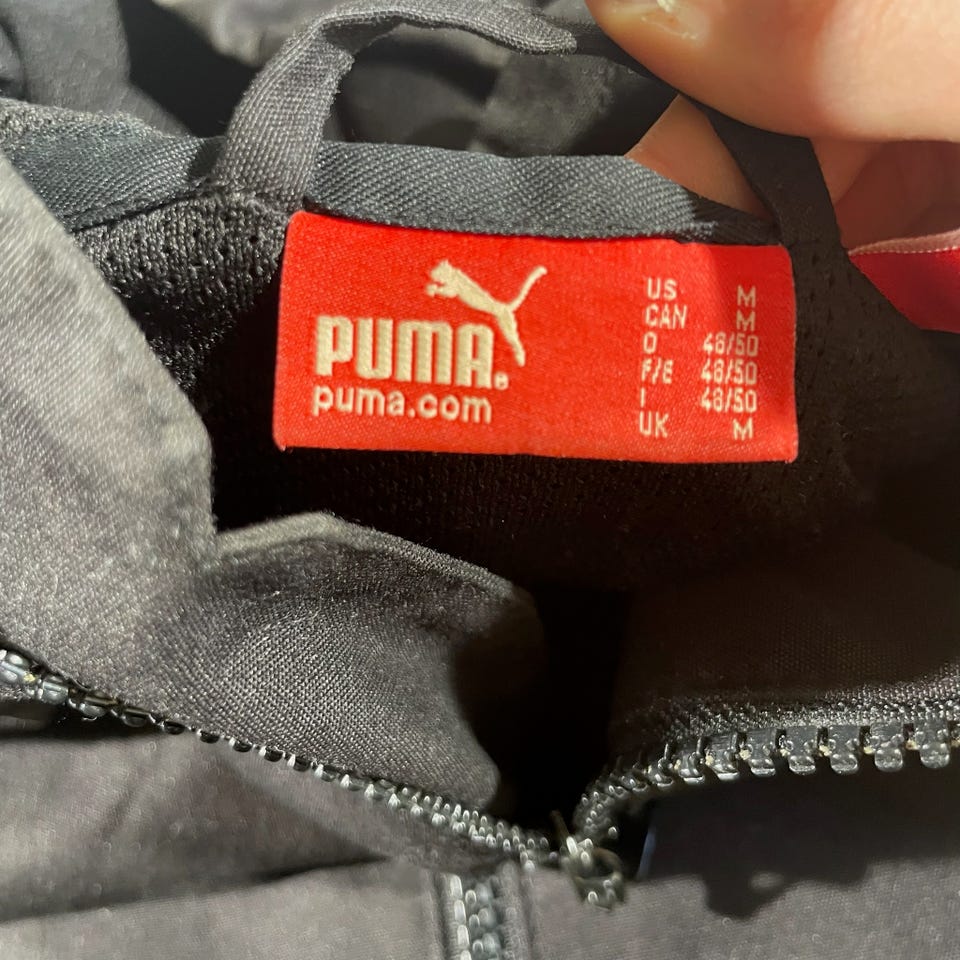 PUMA®
puma.com
US M
CAN M
D 48/50
F/E 48/50
I 48/50
UK M